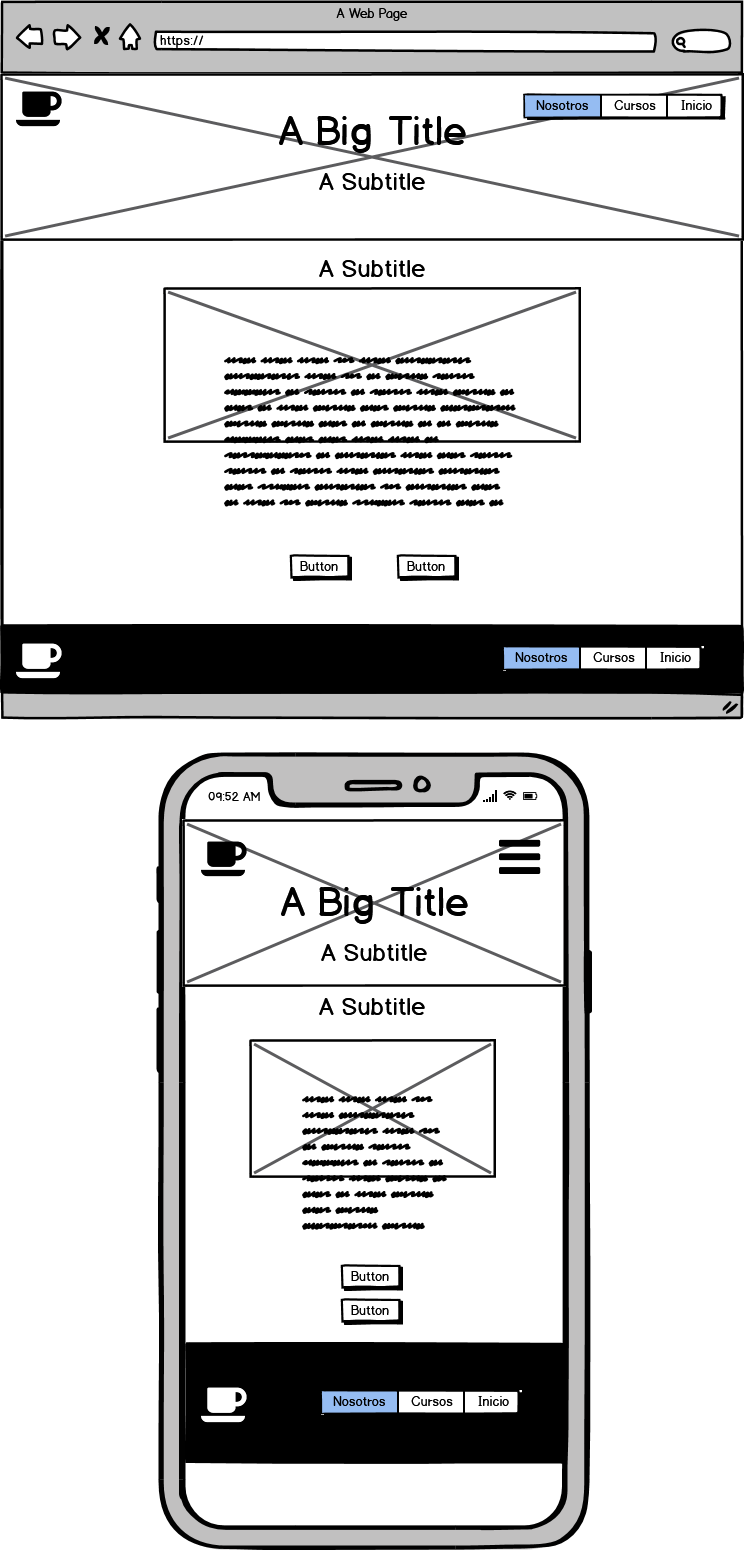 A Web Page
https://
Nosotros Cursos Inicio
A Big Title
A Subtitle
A Subtitle
Button Button
Nosotros Cursos Inicio
09:52 AM
A Big Title
A Subtitle
A Subtitle
Button
Button
Nosotros Cursos Inicio